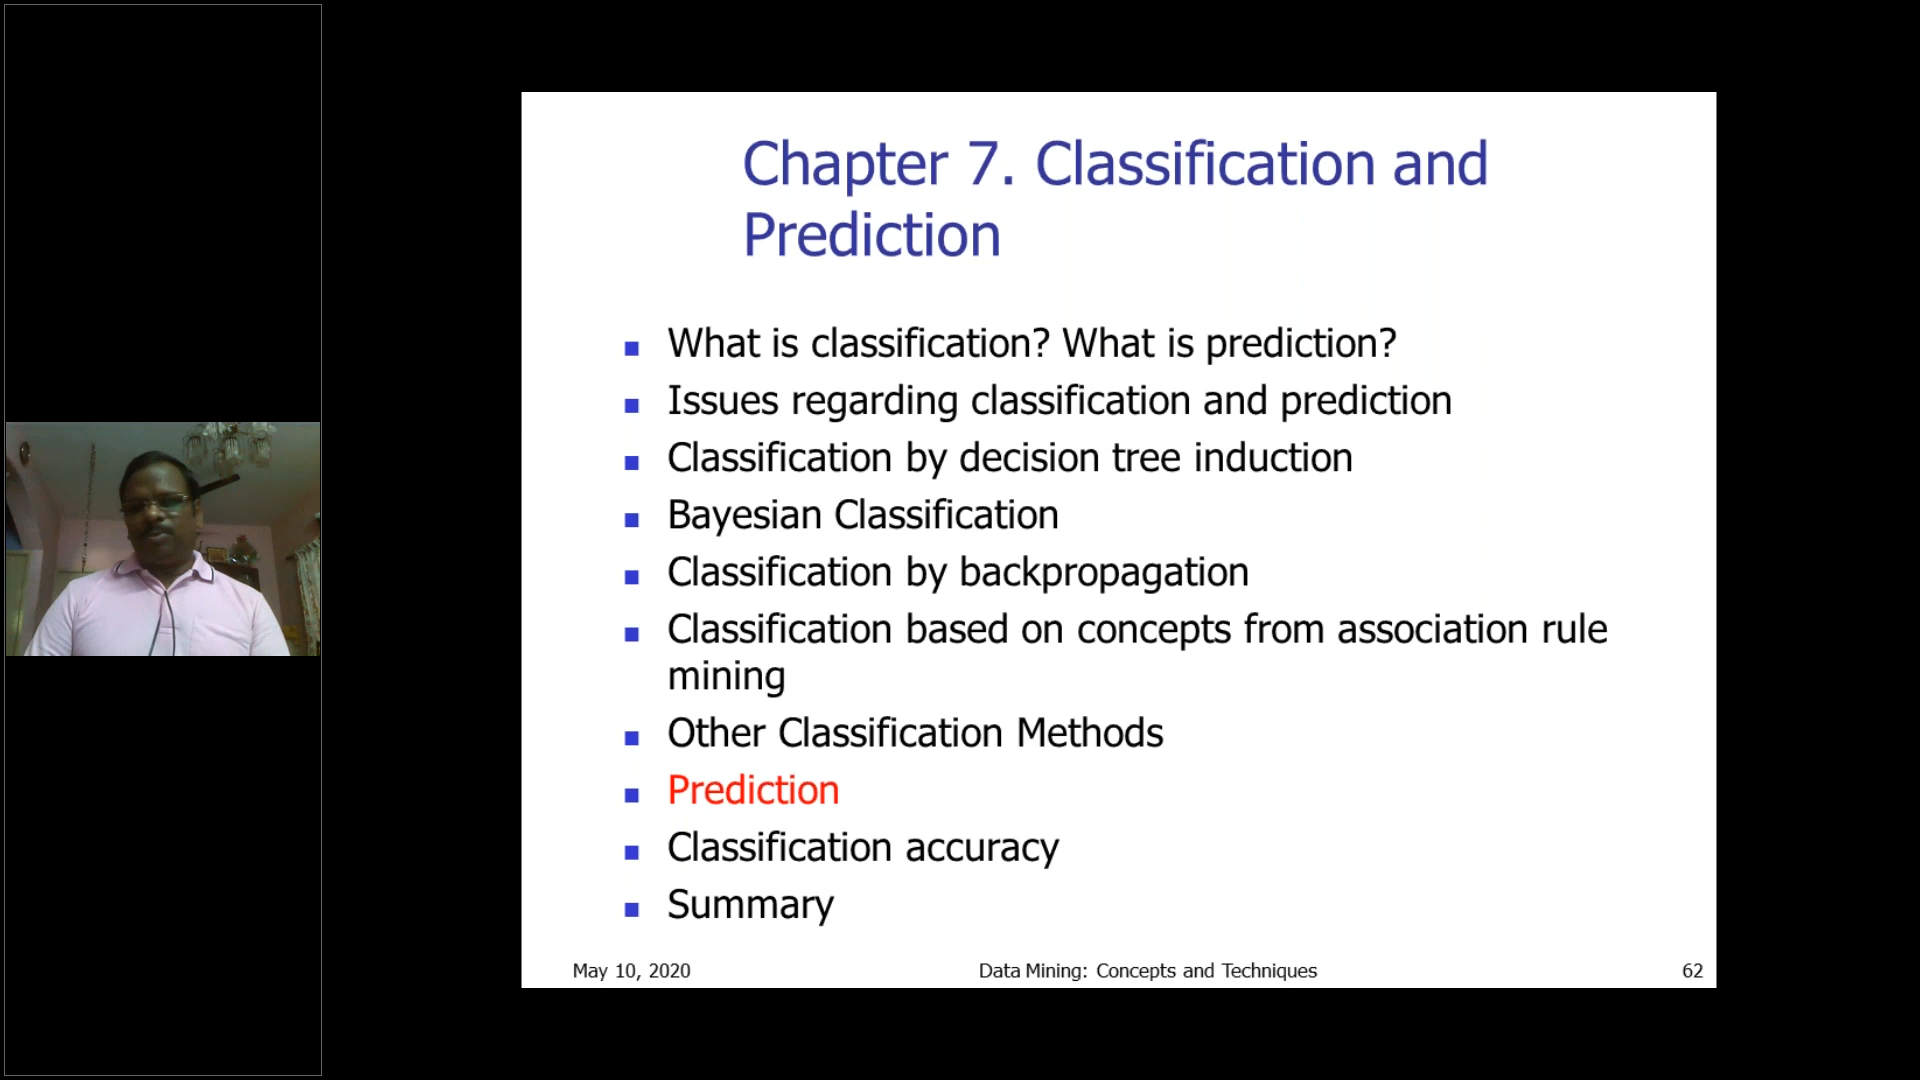 Chapter 7. Classification and
Prediction
What is classification? What is prediction?
Issues regarding classification and prediction
Classification by decision tree induction
Bayesian Classification
Classification by backpropagation
Classification based on concepts from association rule
mining
Other Classification Methods
Prediction
Classification accuracy
Summary
May 10, 2020
Data Mining: Concepts and Techniques
62